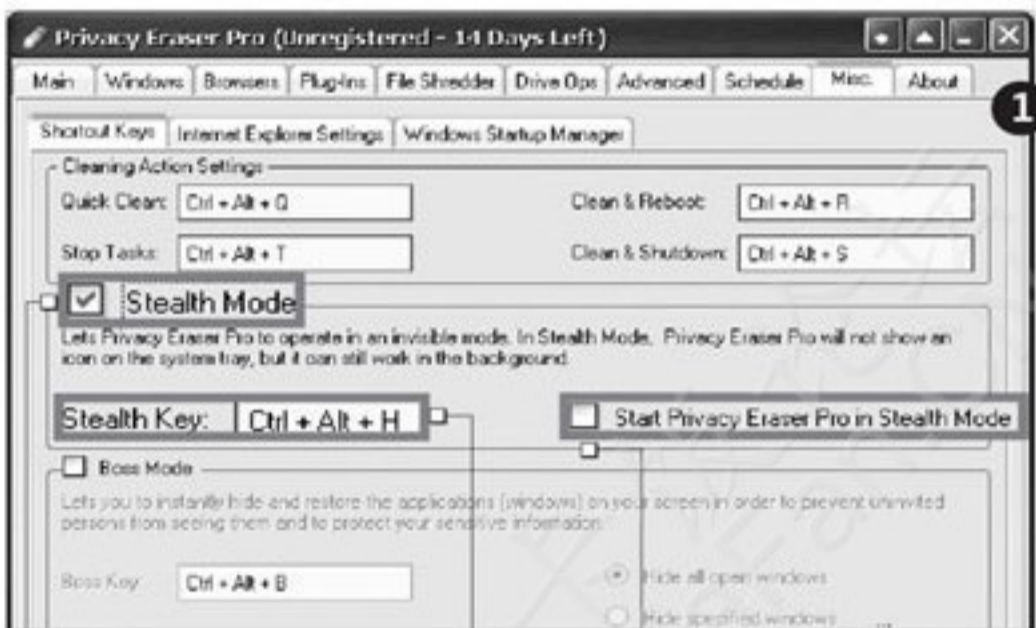 Privacy Eraser Pro (Unregistered - 14 Days Left)
Main Windows Browsers Plug-Ins File Shredder Drive Ops Advanced Schedule Misc. About
1
Shortcut Keys Internet Explorer Settings Windows Startup Manager
Cleaning Action Settings
Quick Clean: Ctrl + Alt + Q Clean & Reboot: Ctrl + Alt + R
Stop Tasks: Ctrl + Alt + T Clean & Shutdown: Ctrl + Alt + S
Stealth Mode
Lets Privacy Eraser Pro to operate in an invisible mode. In Stealth Mode, Privacy Eraser Pro will not show an
icon on the system tray, but it can still work in the background.
Stealth Key: Ctrl + Alt + H Start Privacy Eraser Pro in Stealth Mode
Boss Mode
Lets you to instantly hide and restore the applications (windows) on your screen in order to prevent uninvited
persons from seeing them and to protect your sensitive information.
Boss Key: Ctrl + Alt + B Hide all open windows
Hide specified windows